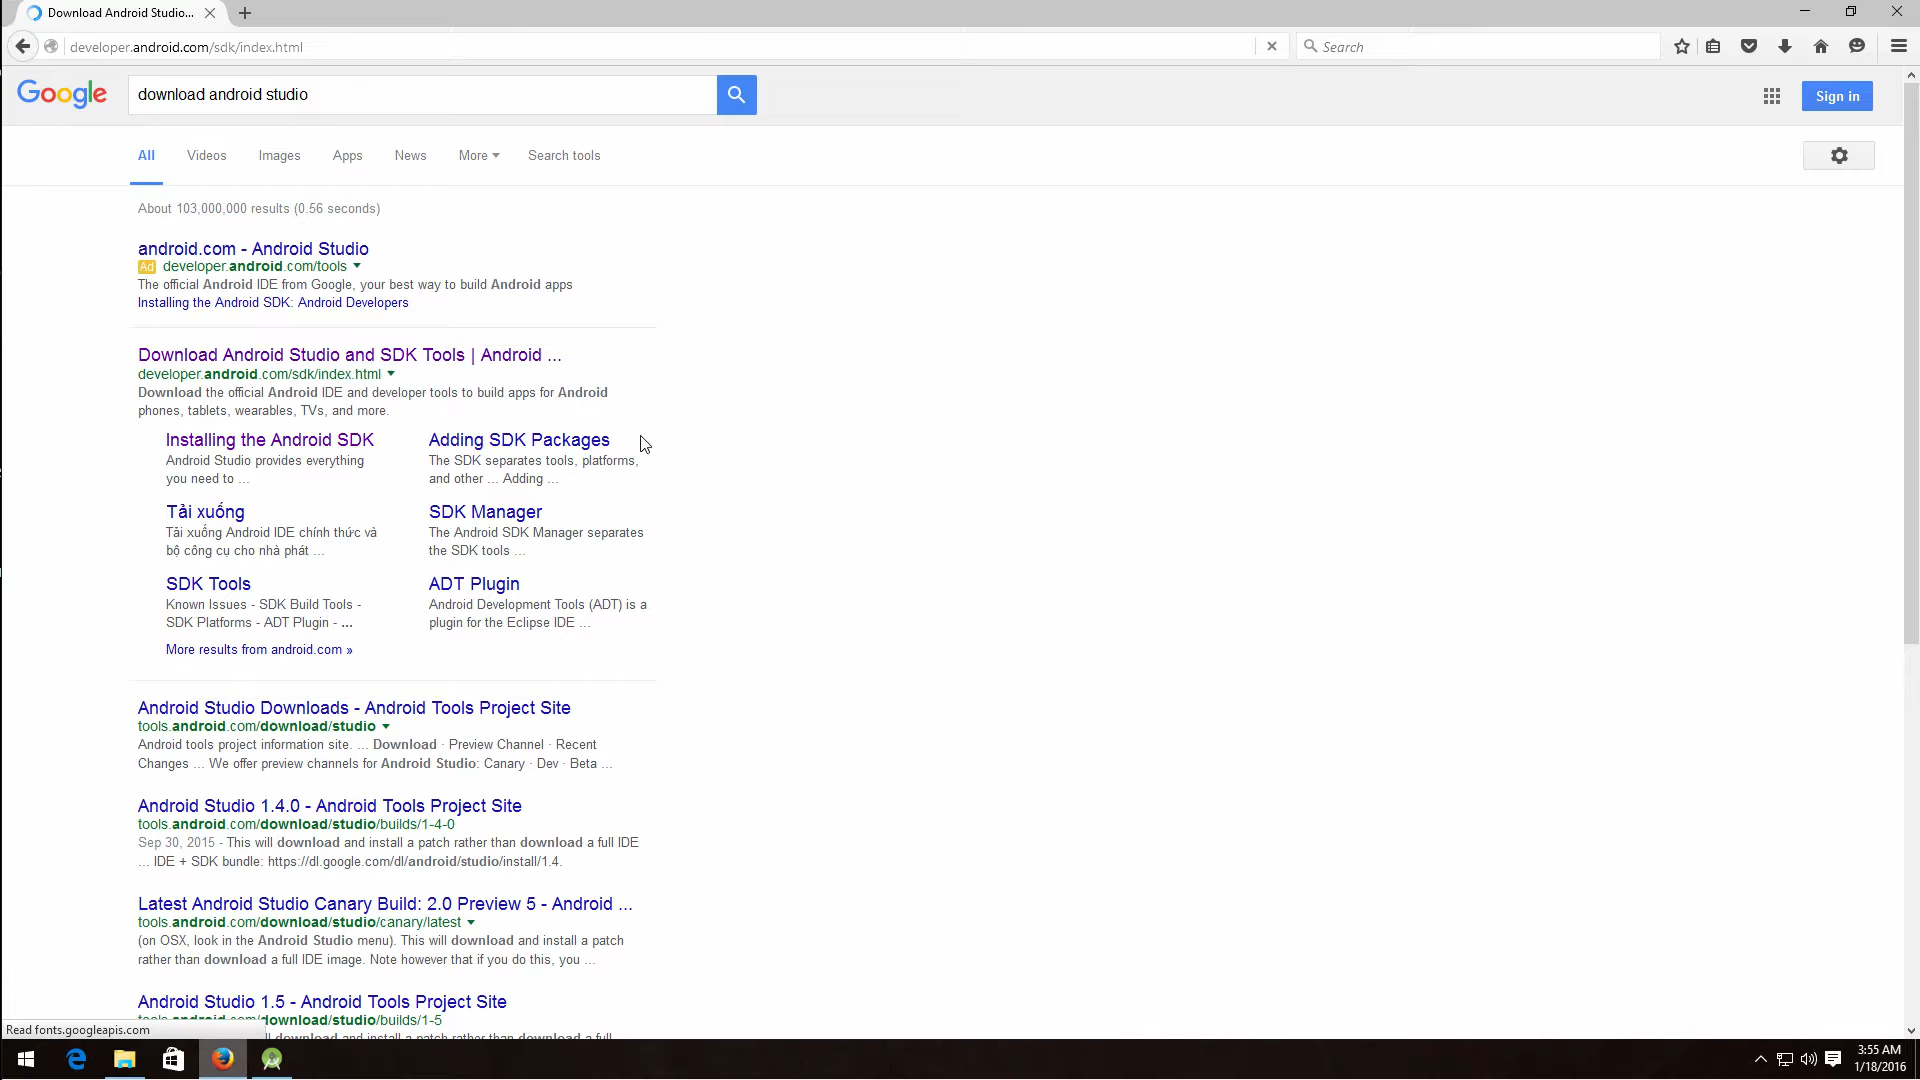 Download Android Studio...
developer.android.com/sdk/index.html
Search
Google
download android studio
Sign in
All Videos Images Apps News More Search tools
About 103,000,000 results (0.56 seconds)
android.com - Android Studio
Ad developer.android.com/tools
The official Android IDE from Google, your best way to build Android apps
Installing the Android SDK: Android Developers
Download Android Studio and SDK Tools | Android ...
developer.android.com/sdk/index.html
Download the official Android IDE and developer tools to build apps for Android
phones, tablets, wearables, TVs, and more.
Installing the Android SDK
Android Studio provides everything
you need to ...
Adding SDK Packages
The SDK separates tools, platforms,
and other ... Adding ...
Tải xuống
Tải xuống Android IDE chính thức và
bộ công cụ cho nhà phát ...
SDK Manager
The Android SDK Manager separates
the SDK tools ...
SDK Tools
Known Issues - SDK Build Tools -
SDK Platforms - ADT Plugin - ...
ADT Plugin
Android Development Tools (ADT) is a
plugin for the Eclipse IDE ...
More results from android.com »
Android Studio Downloads - Android Tools Project Site
tools.android.com/download/studio
Android tools project information site. ... Download · Preview Channel · Recent
Changes ... We offer preview channels for Android Studio: Canary · Dev · Beta ...
Android Studio 1.4.0 - Android Tools Project Site
tools.android.com/download/studio/builds/1-4-0
Sep 30, 2015 - This will download and install a patch rather than download a full IDE
... IDE + SDK bundle: https://dl.google.com/dl/android/studio/install/1.4.
Latest Android Studio Canary Build: 2.0 Preview 5 - Android ...
tools.android.com/download/studio/canary/latest
(on OSX, look in the Android Studio menu). This will download and install a patch
rather than download a full IDE image. Note however that if you do this, you ...
Android Studio 1.5 - Android Tools Project Site
tools.android.com/download/studio/builds/1-5
download and install a patch rather than download a full
Read fonts.googleapis.com
3:55 AM
1/18/2016